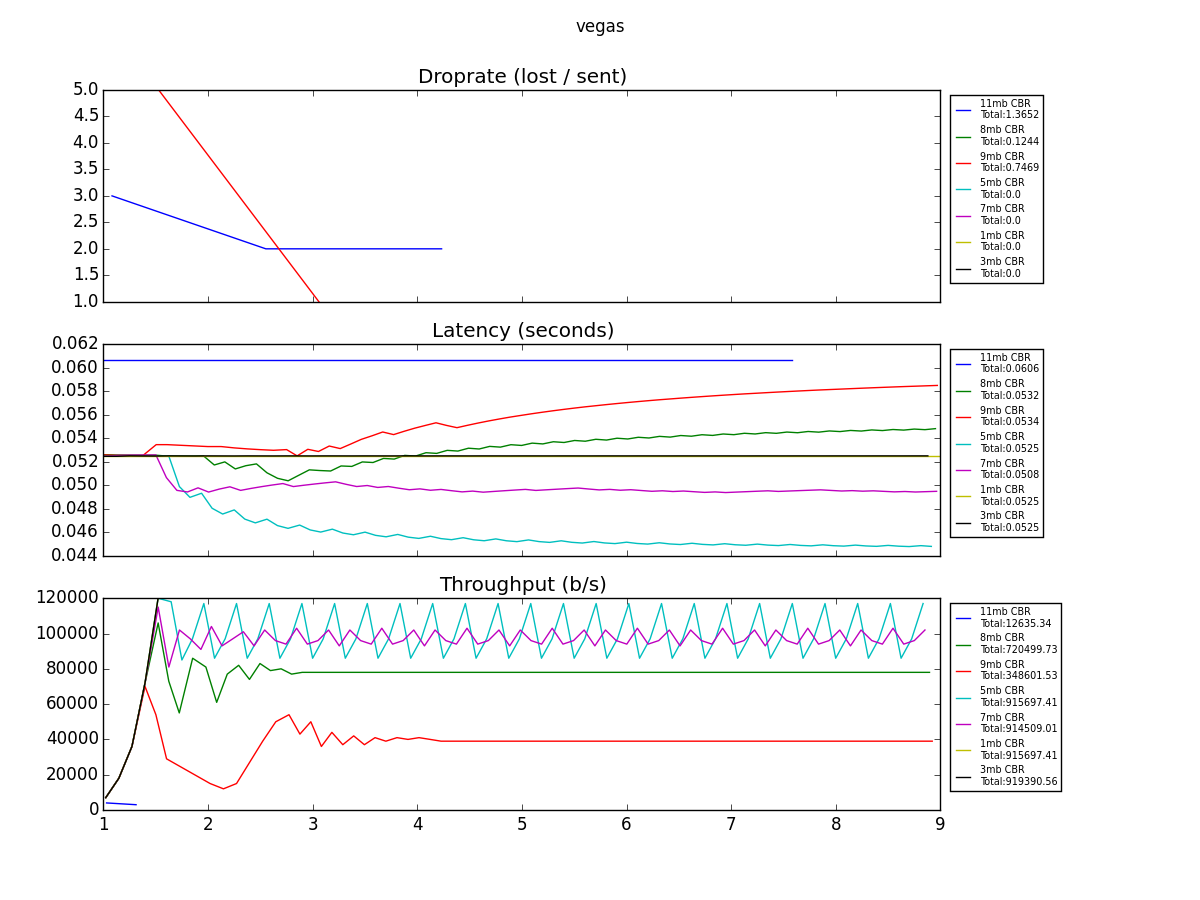 vegas
Droprate (lost / sent)
5.0
4.5
4.0
3.5
3.0
2.5
2.0
1.5
1.0
11mb CBR
Total:1.3652
8mb CBR
Total:0.1244
9mb CBR
Total:0.7469
5mb CBR
Total:0.0
7mb CBR
Total:0.0
1mb CBR
Total:0.0
3mb CBR
Total:0.0
Latency (seconds)
0.062
0.060
0.058
0.056
0.054
0.052
0.050
0.048
0.046
0.044
11mb CBR
Total:0.0606
8mb CBR
Total:0.0532
9mb CBR
Total:0.0534
5mb CBR
Total:0.0525
7mb CBR
Total:0.0508
1mb CBR
Total:0.0525
3mb CBR
Total:0.0525
Throughput (b/s)
120000
100000
80000
60000
40000
20000
0
1 2 3 4 5 6 7 8 9
11mb CBR
Total:12635.34
8mb CBR
Total:720499.73
9mb CBR
Total:348601.53
5mb CBR
Total:915697.41
7mb CBR
Total:914509.01
1mb CBR
Total:915697.41
3mb CBR
Total:919390.56